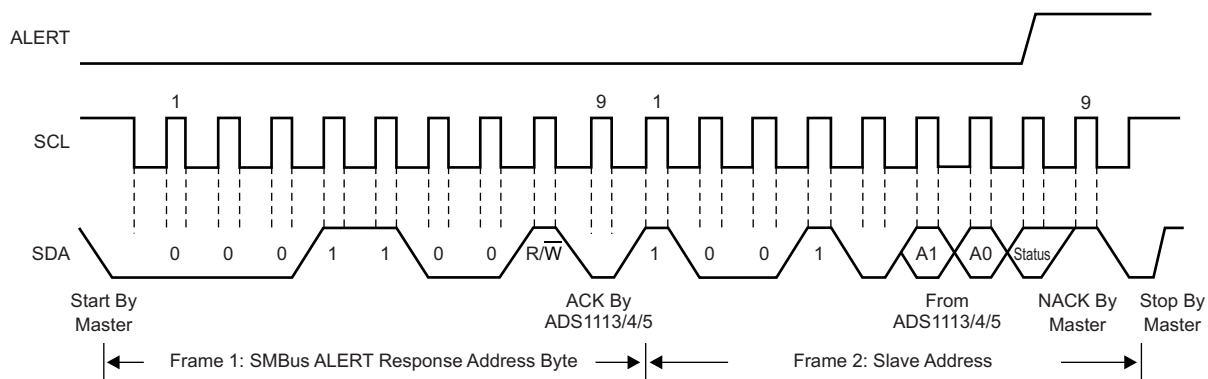 ALERT
1 9 1 9
SCL
SDA 0 0 0 1 1 0 0 R/W 1 0 0 1 A1 A0 Status
Start By
Master
ACK By
ADS1113/4/5
From
ADS1113/4/5
NACK By
Master
Stop By
Master
Frame 1: SMBus ALERT Response Address Byte
Frame 2: Slave Address